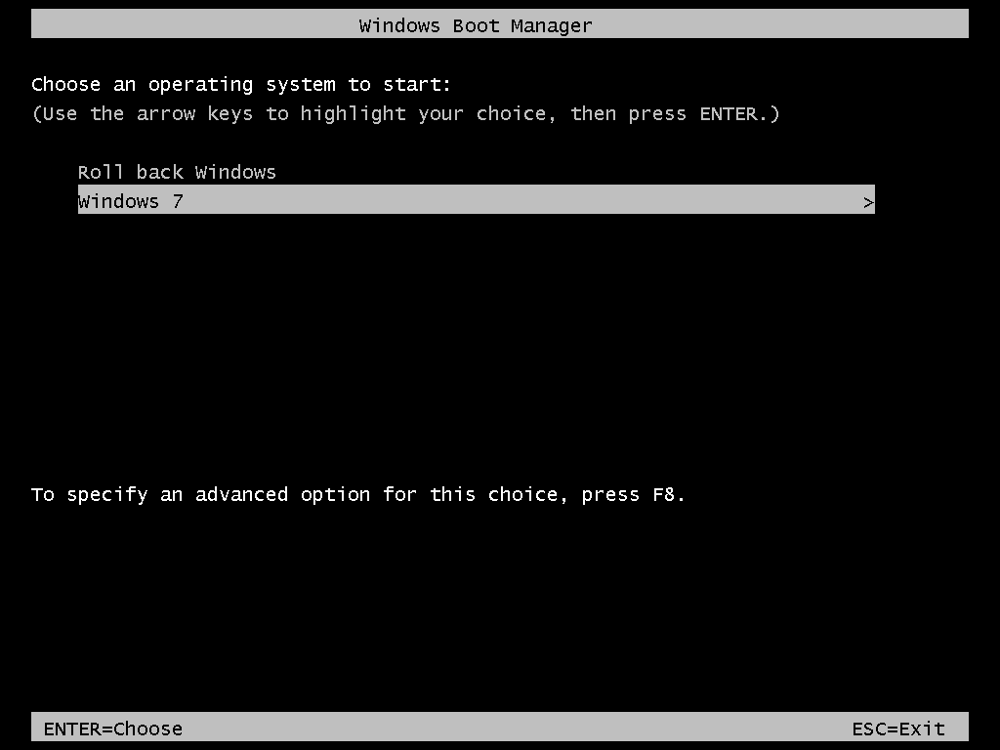 Windows Boot Manager
Choose an operating system to start:
(Use the arrow keys to highlight your choice, then press ENTER.)
Roll back Windows
Windows 7 >
To specify an advanced option for this choice, press F8.
ENTER=Choose ESC=Exit